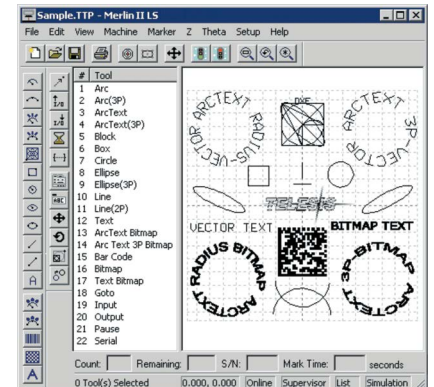 Sample.TTP - Merlin II LS
File Edit View Machine Marker Z Theta Setup Help
# Tool
1 Arc
2 Arc(3P)
3 ArcText
4 ArcText(3P)
5 Block
6 Box
7 Circle
8 Ellipse
9 Ellipse(3P)
10 Line
11 Line(2P)
12 Text
13 ArcText Bitmap
14 Arc Text 3P Bitmap
15 Bar Code
16 Bitmap
17 Text Bitmap
18 Goto
19 Input
20 Output
21 Pause
22 Serial
VECTOR ARCTEXT RADIUS-
DXF
3P-VECTOR ARCTEXT
TELESIS
VECTOR TEXT
BITMAP TEXT
RADIUS BITMAP ARCTEXT
3P-BITMAP ARCTEXT
Count: Remaining: S/N: Mark Time: seconds
0 Tool(s) Selected 0.000, 0.000 Online Supervisor List Simulation